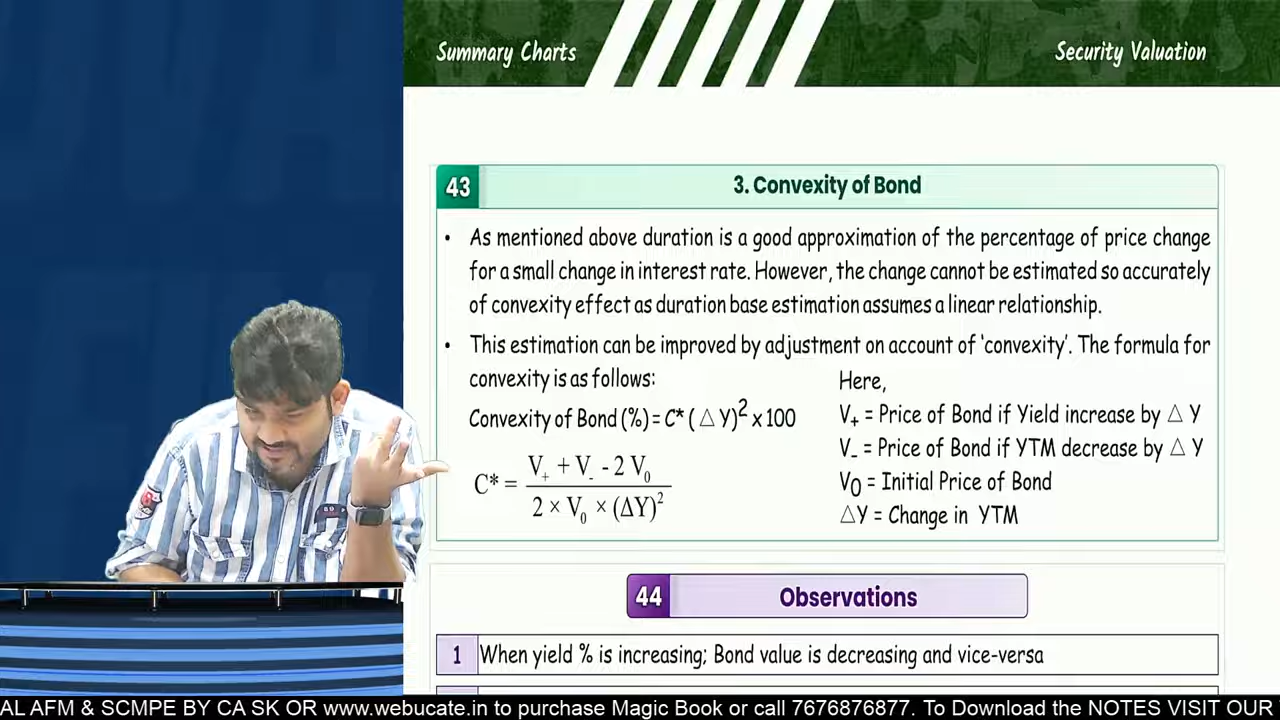 Summary Charts
Security Valuation
43
3. Convexity of Bond
• As mentioned above duration is a good approximation of the percentage of price change
for a small change in interest rate. However, the change cannot be estimated so accurately
of convexity effect as duration base estimation assumes a linear relationship.
• This estimation can be improved by adjustment on account of ‘convexity’. The formula for
convexity is as follows:
Convexity of Bond (%) = C* ( △ Y)² x 100
C* = (V₊ + V₋ - 2 V₀) / (2 × V₀ × (ΔY)²)
Here,
V₊ = Price of Bond if Yield increase by △ Y
V₋ = Price of Bond if YTM decrease by △ Y
V₀ = Initial Price of Bond
△Y = Change in YTM
44
Observations
1 When yield % is increasing; Bond value is decreasing and vice-versa
AL AFM & SCMPE BY CA SK OR www.webucate.in to purchase Magic Book or call 7676876877. To Download the NOTES VISIT OUR